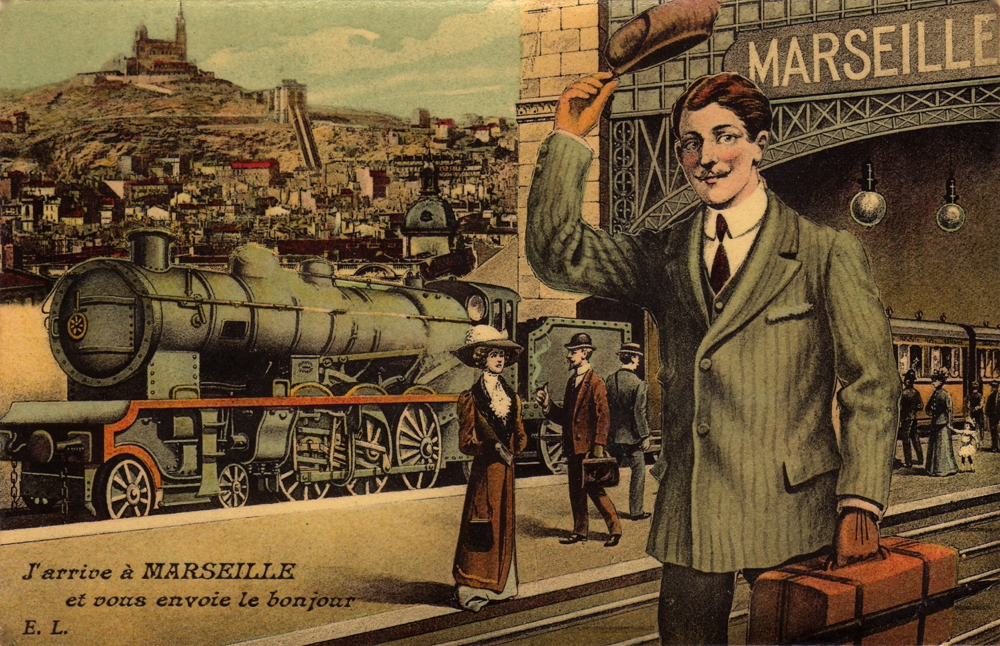 MARSEILLE
J'arrive à MARSEILLE
et vous envoie le bonjour
E. L.